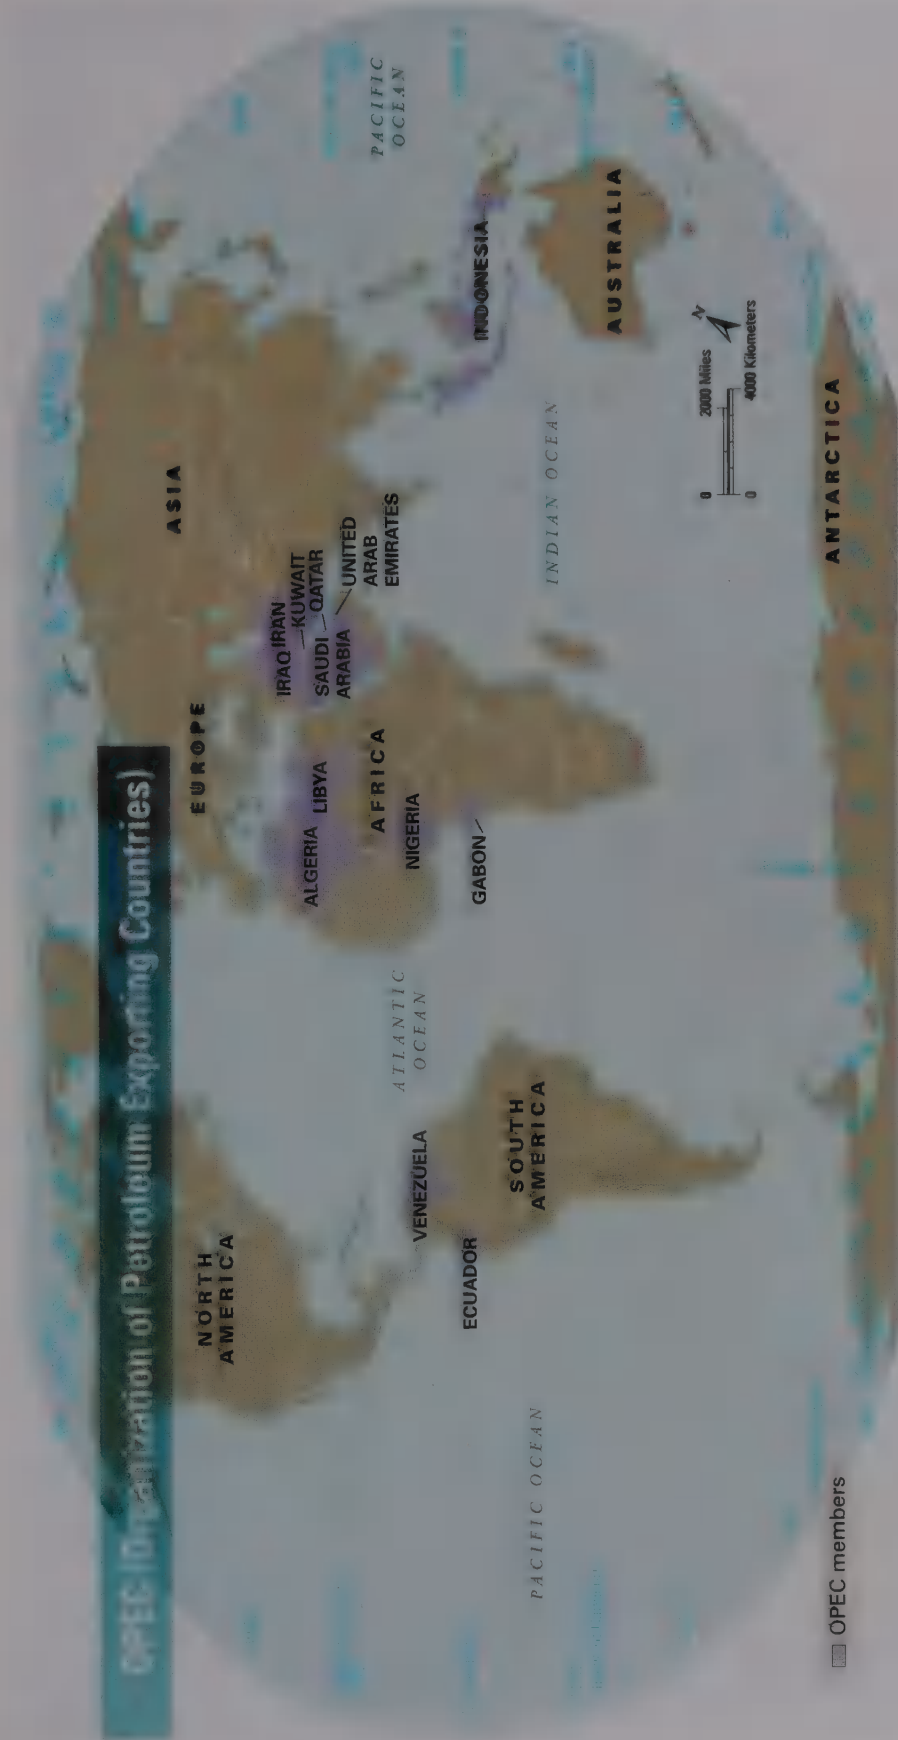 OPEC (Organization of Petroleum Exporting Countries)
NORTH
AMERICA
EUROPE
ASIA
PACIFIC
OCEAN
ATLANTIC
OCEAN
ALGERIA
LIBYA
AFRICA
NIGERIA
GABON
IRAQ
IRAN
KUWAIT
QATAR
SAUDI
ARABIA
UNITED
ARAB
EMIRATES
VENEZUELA
ECUADOR
SOUTH
AMERICA
INDONESIA
AUSTRALIA
PACIFIC OCEAN
INDIAN OCEAN
0 2000 Miles
0 4000 Kilometers
N
ANTARCTICA
OPEC members